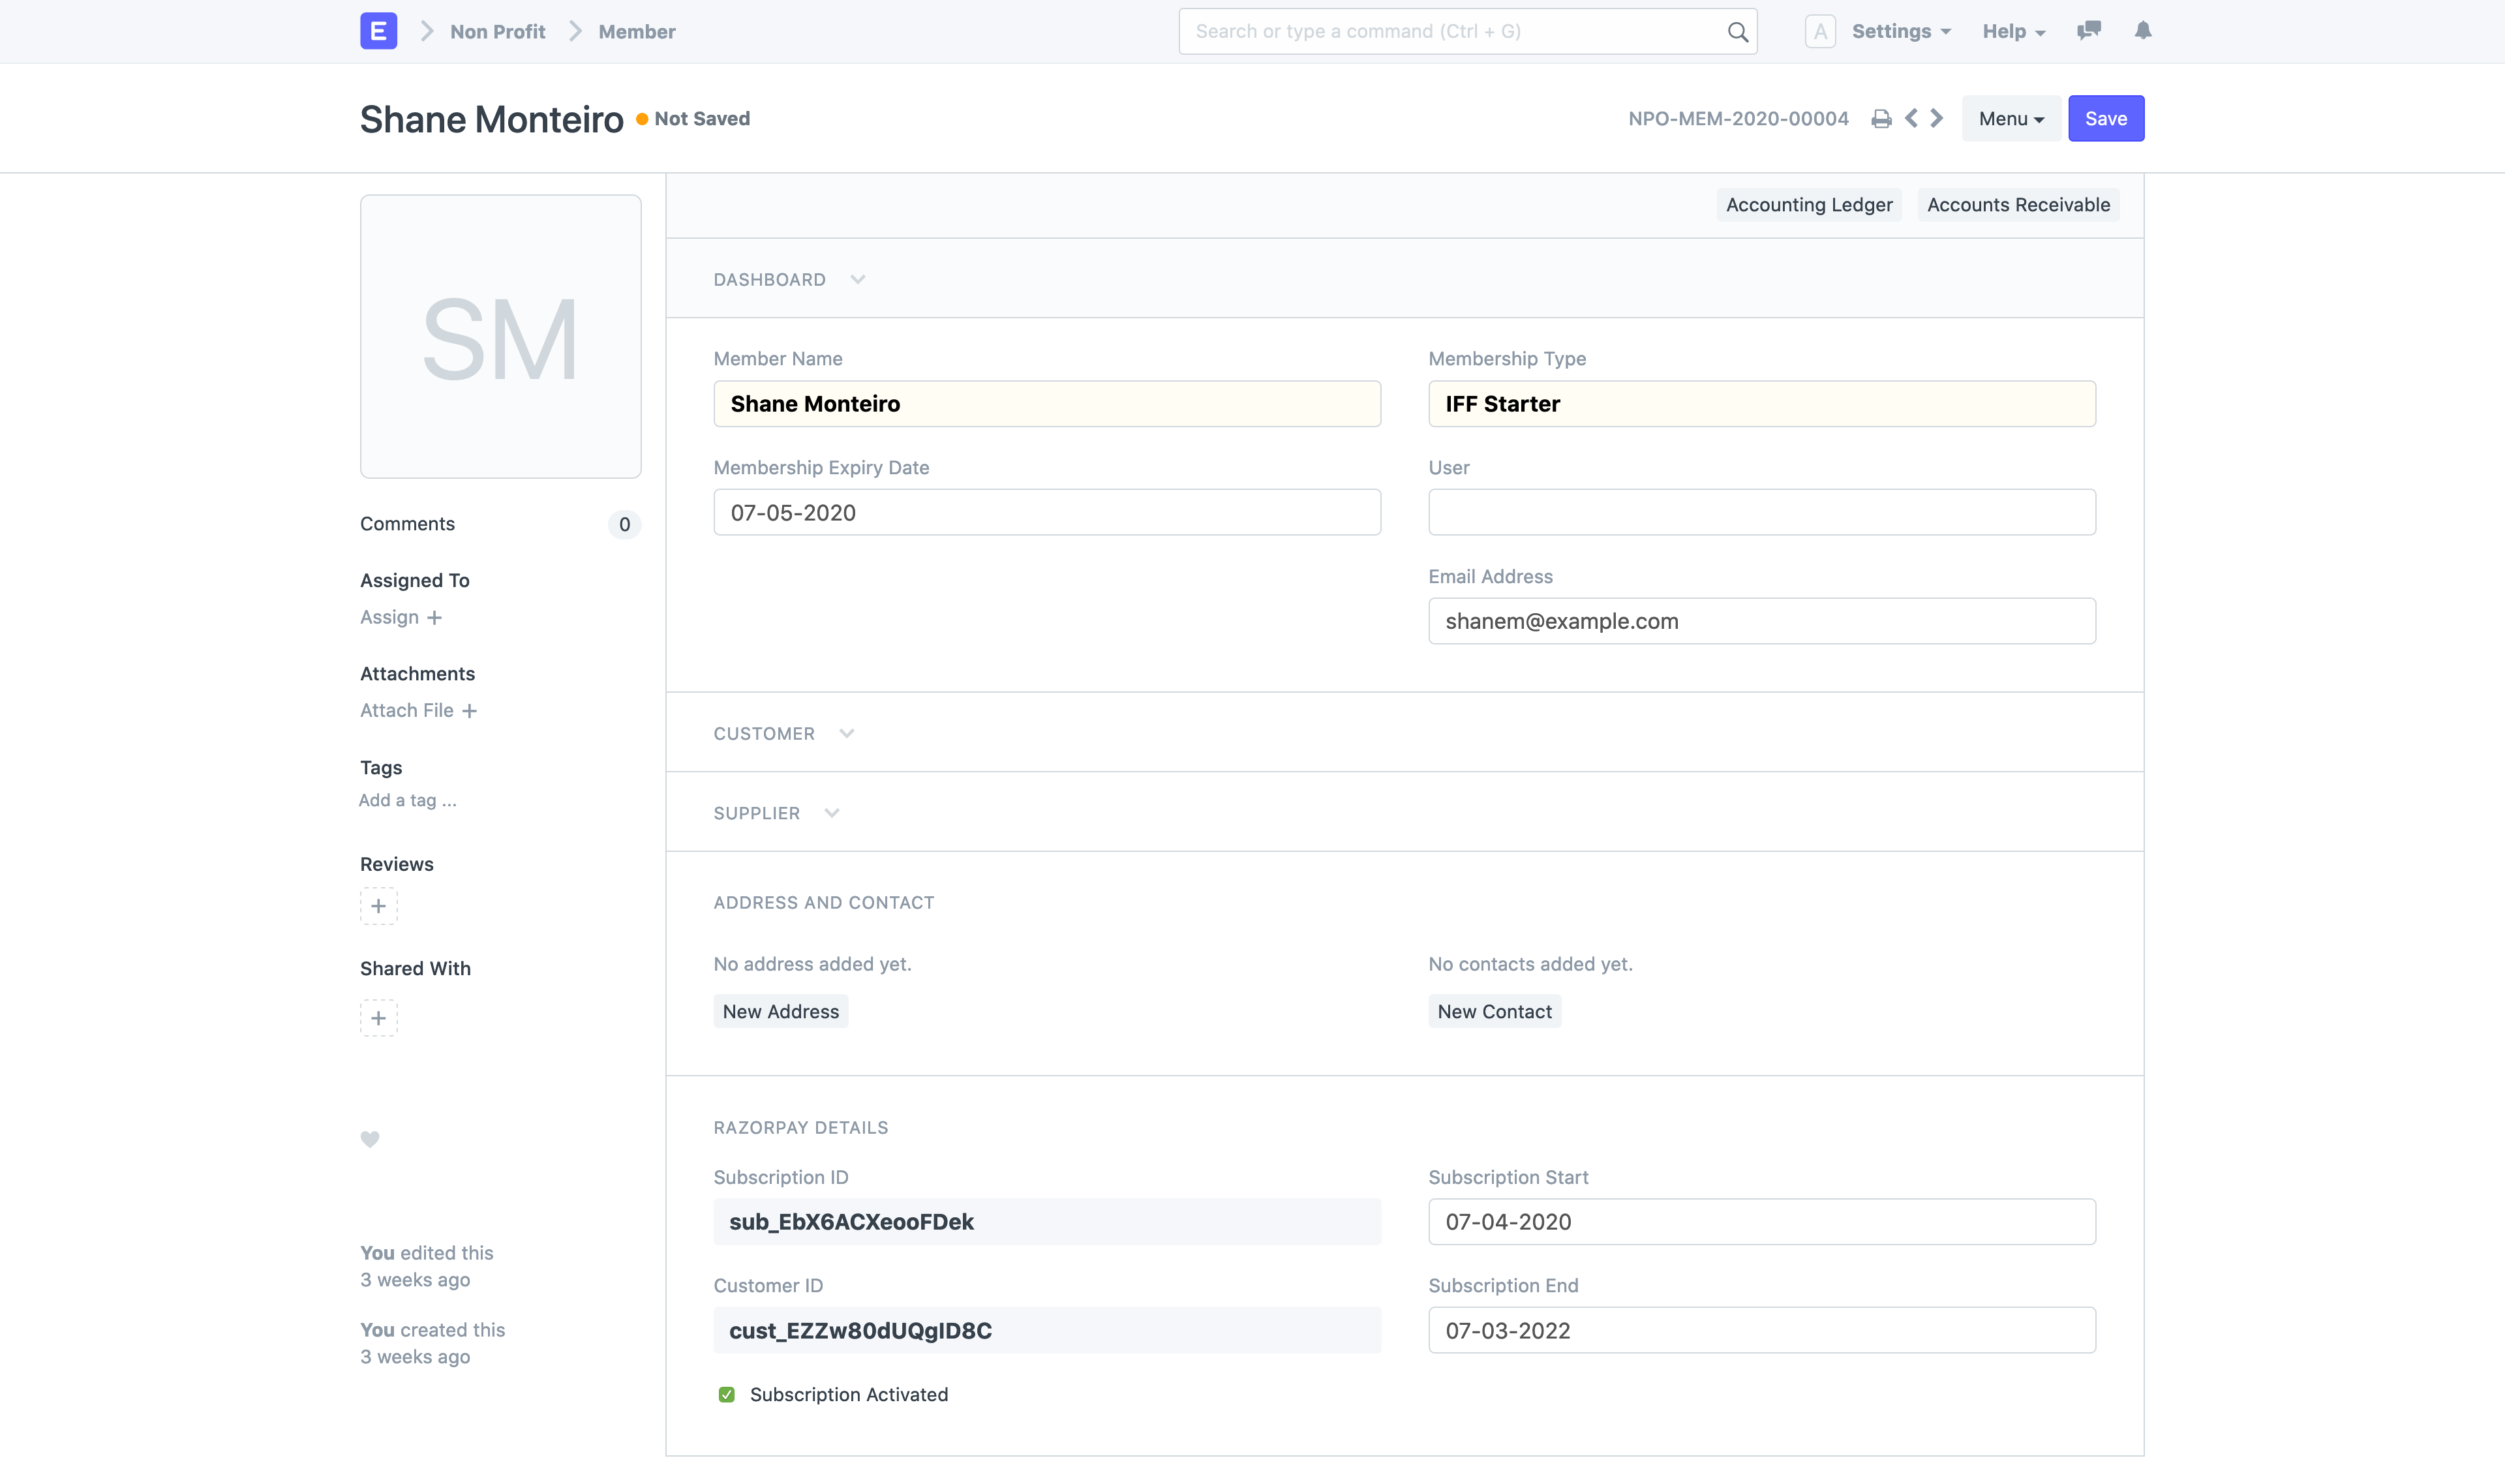 E Non Profit Member Search or type a command (Ctrl + G) A Settings Help
Shane Monteiro Not Saved NPO-MEM-2020-00004 Menu Save
Accounting Ledger Accounts Receivable
SM
DASHBOARD
Member Name Membership Type
Shane Monteiro IFF Starter
Membership Expiry Date User
07-05-2020
Email Address
shanem@example.com
Comments 0
Assigned To
Assign +
Attachments
Attach File +
Tags
Add a tag ...
Reviews
+
Shared With
+
You edited this
3 weeks ago
You created this
3 weeks ago
CUSTOMER
SUPPLIER
ADDRESS AND CONTACT
No address added yet. No contacts added yet.
New Address New Contact
RAZORPAY DETAILS
Subscription ID Subscription Start
sub_EbX6ACXeooFDek 07-04-2020
Customer ID Subscription End
cust_EZZw80dUQgID8C 07-03-2022
Subscription Activated